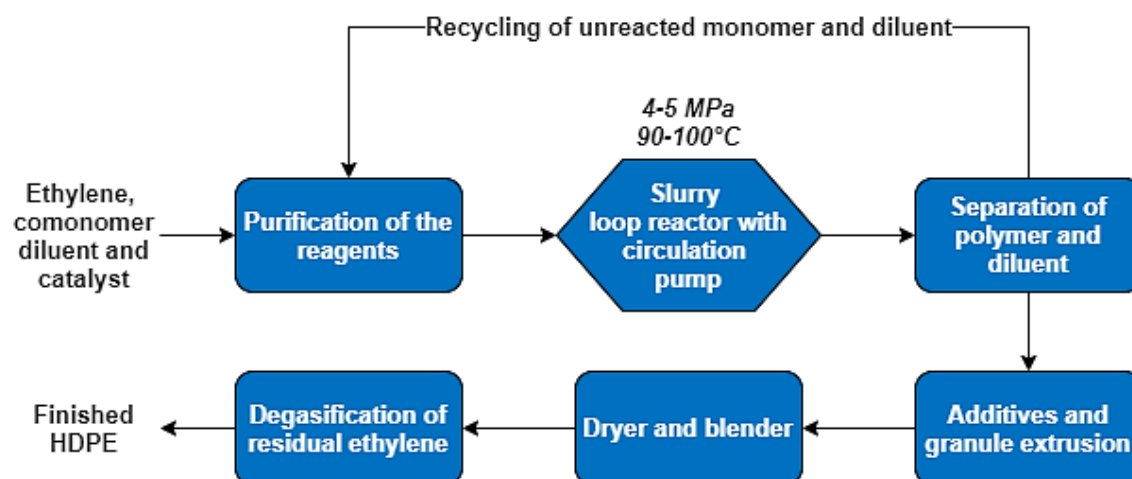 Recycling of unreacted monomer and diluent
4-5 MPa
90-100°C
Ethylene,
comonomer
diluent and
catalyst
Purification of the
reagents
Slurry
loop reactor with
circulation
pump
Separation of
polymer and
diluent
Finished
HDPE
Degasification of
residual ethylene
Dryer and blender
Additives and
granule extrusion